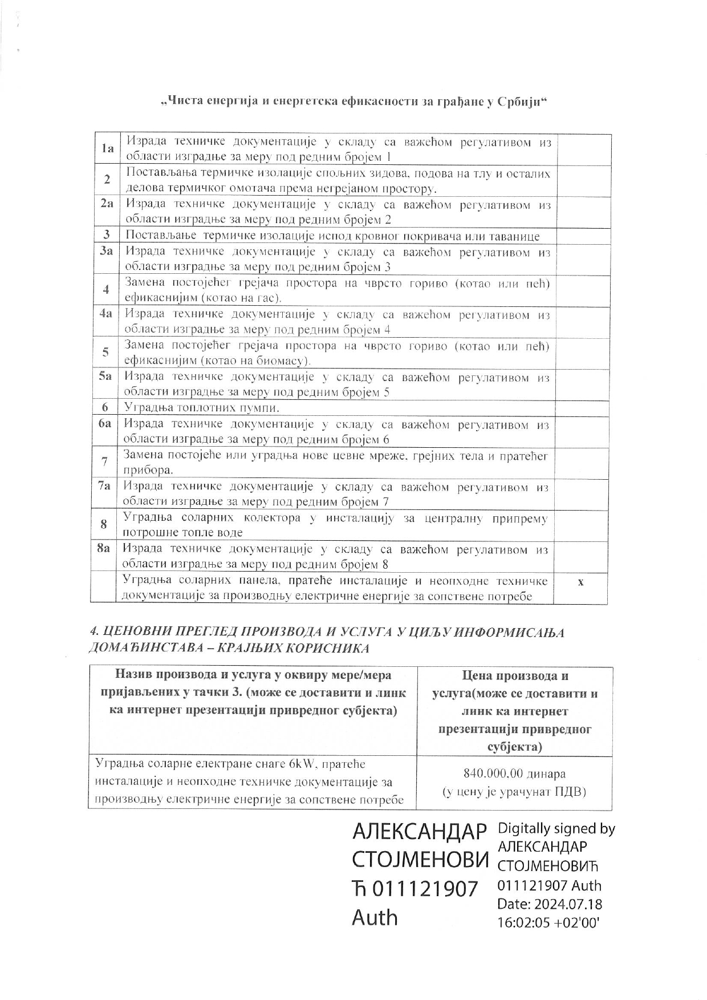 „Чиста енергија и енергетска ефикасности за грађане у Србији“
1а
Израда техничке документације у складу са важећом регулативом из
области изградње за меру под редним бројем 1
2
Постављања термичке изолације спољних зидова, подова на тлу и осталих
делова термичког омотача према негрејаном простору.
2а
Израда техничке документације у складу са важећом регулативом из
области изградње за меру под редним бројем 2
3
Постављање термичке изолације испод кровног покривача или таванице
3а
Израда техничке документације у складу са важећом регулативом из
области изградње за меру под редним бројем 3
4
Замена постојећег грејача простора на чврсто гориво (котао или пећ)
ефикаснијим (котао на гас).
4а
Израда техничке документације у складу са важећом регулативом из
области изградње за меру под редним бројем 4
5
Замена постојећег грејача простора на чврсто гориво (котао или пећ)
ефикаснијим (котао на биомасу).
5а
Израда техничке документације у складу са важећом регулативом из
области изградње за меру под редним бројем 5
6
Уградња топлотних пумпи.
6а
Израда техничке документације у складу са важећом регулативом из
области изградње за меру под редним бројем 6
7
Замена постојеће или уградња нове цевне мреже, грејних тела и пратећег
прибора.
7а
Израда техничке документације у складу са важећом регулативом из
области изградње за меру под редним бројем 7
8
Уградња соларних колектора у инсталацију за централну припрему
потрошне топле воде
8а
Израда техничке документације у складу са важећом регулативом из
области изградње за меру под редним бројем 8
Уградња соларних панела, пратеће инсталације и неопходне техничке
документације за производњу електричне енергије за сопствене потребе
x
4. ЦЕНОВНИ ПРЕГЛЕД ПРОИЗВОДА И УСЛУГА У ЦИЉУ ИНФОРМИСАЊА
ДОМАЋИНСТАВА – КРАЈЊИХ КОРИСНИКА
Назив производа и услуга у оквиру мере/мера
пријављених у тачки 3. (може се доставити и линк
ка интернет презентацији привредног субјекта)
Цена производа и
услуга(може се доставити и
линк ка интернет
презентацији привредног
субјекта)
Уградња соларне електране снаге 6kW, пратеће
инсталације и неопходне техничке документације за
производњу електричне енергије за сопствене потребе
840.000,00 динара
(у цену је урачунат ПДВ)
АЛЕКСАНДАР
СТОЈМЕНОВИ
Ћ 011121907
Auth
Digitally signed by
АЛЕКСАНДАР
СТОЈМЕНОВИЋ
011121907 Auth
Date: 2024.07.18
16:02:05 +02'00'